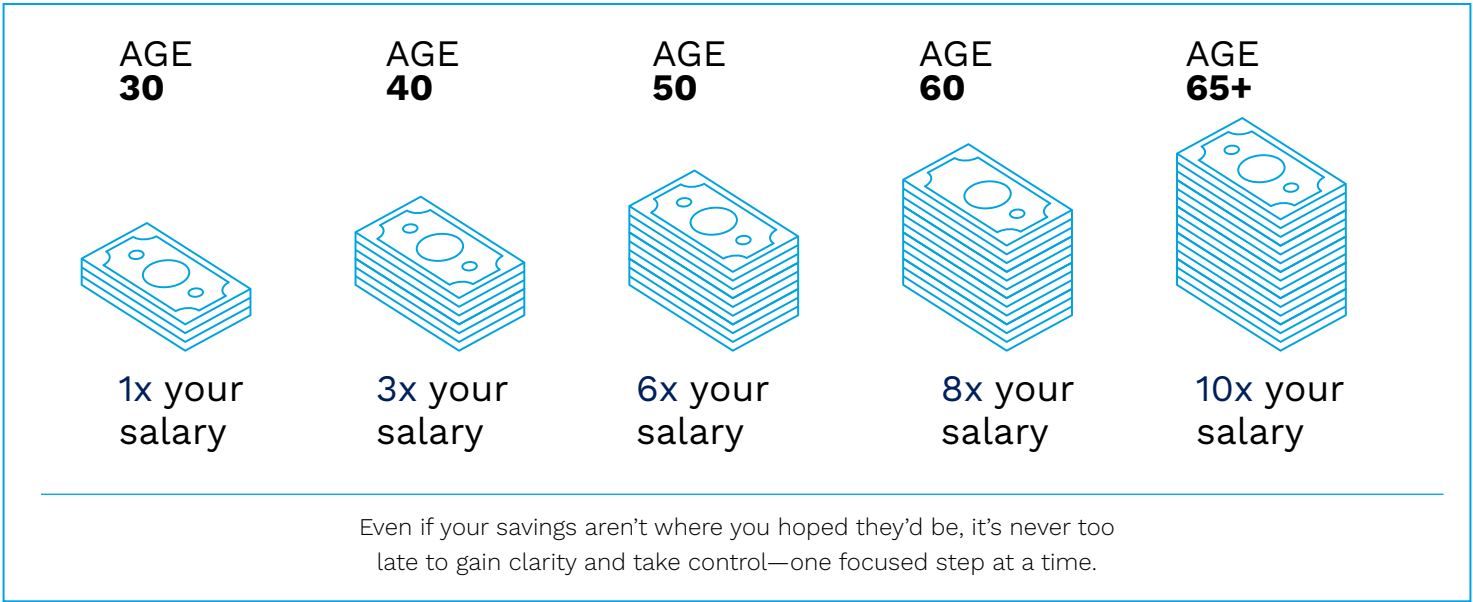 AGE
30
AGE
40
AGE
50
AGE
60
AGE
65+
1x your
salary
3x your
salary
6x your
salary
8x your
salary
10x your
salary
Even if your savings aren’t where you hoped they’d be, it’s never too
late to gain clarity and take control—one focused step at a time.